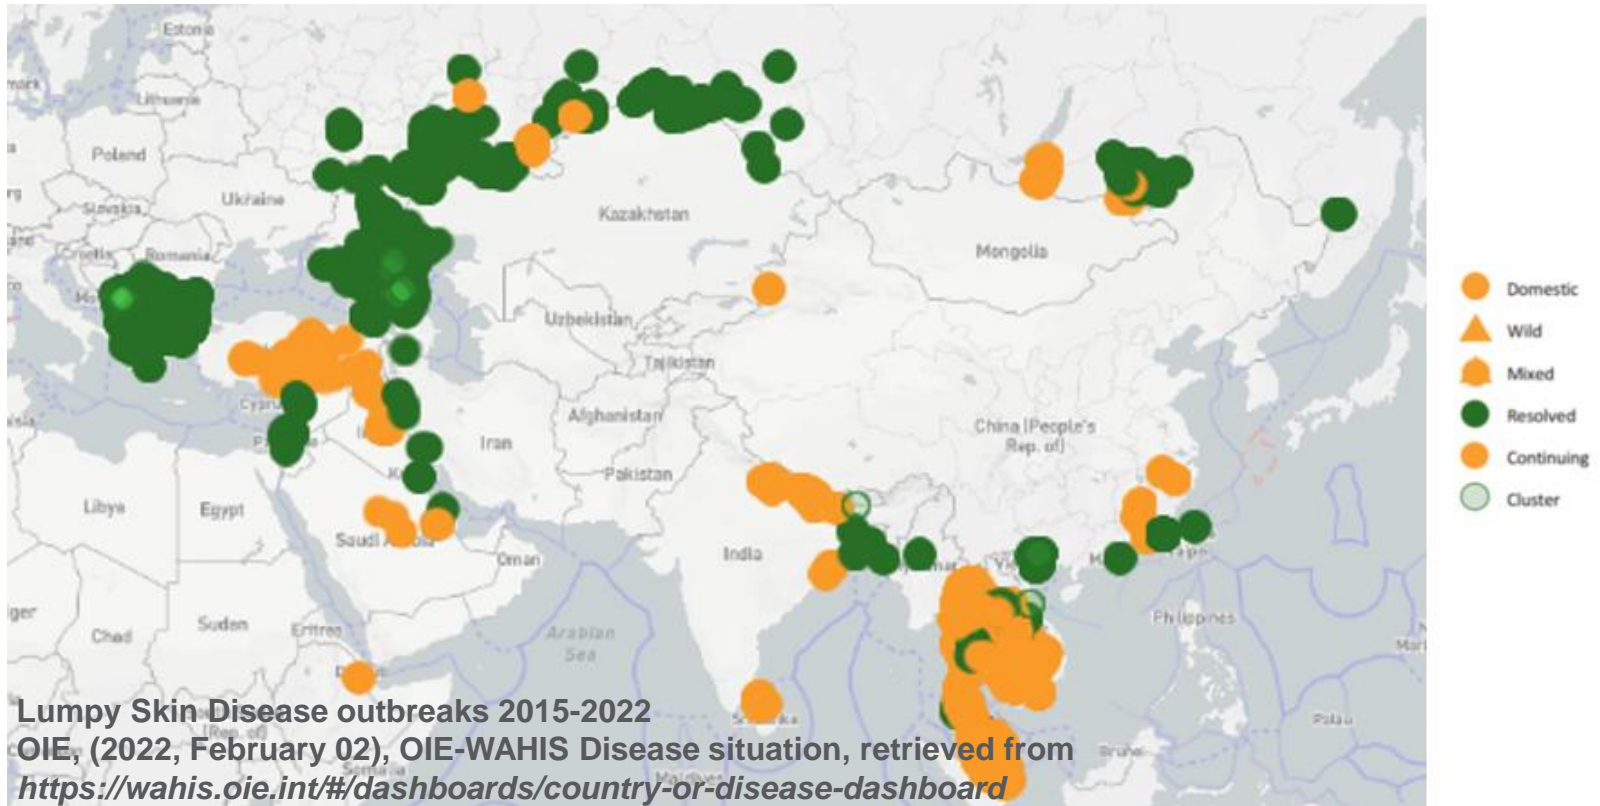 Estonia
Lithuania
Poland
Ukraine
Slovakia
Croatia
Romania
Kazakhstan
Mongolia
Uzbekistan
Tajikistan
Afghanistan
China (People's
Rep. of)
Iran
Pakistan
Libya
Egypt
Saudi
Oman
India
Chad
Sudan
Eritrea
Arabian
Sea
Philippines
Palau
Maldives
Somalia
Domestic
Wild
Mixed
Resolved
Continuing
Cluster
Lumpy Skin Disease outbreaks 2015-2022
OIE, (2022, February 02), OIE-WAHIS Disease situation, retrieved from
https://wahis.oie.int/#/dashboards/country-or-disease-dashboard